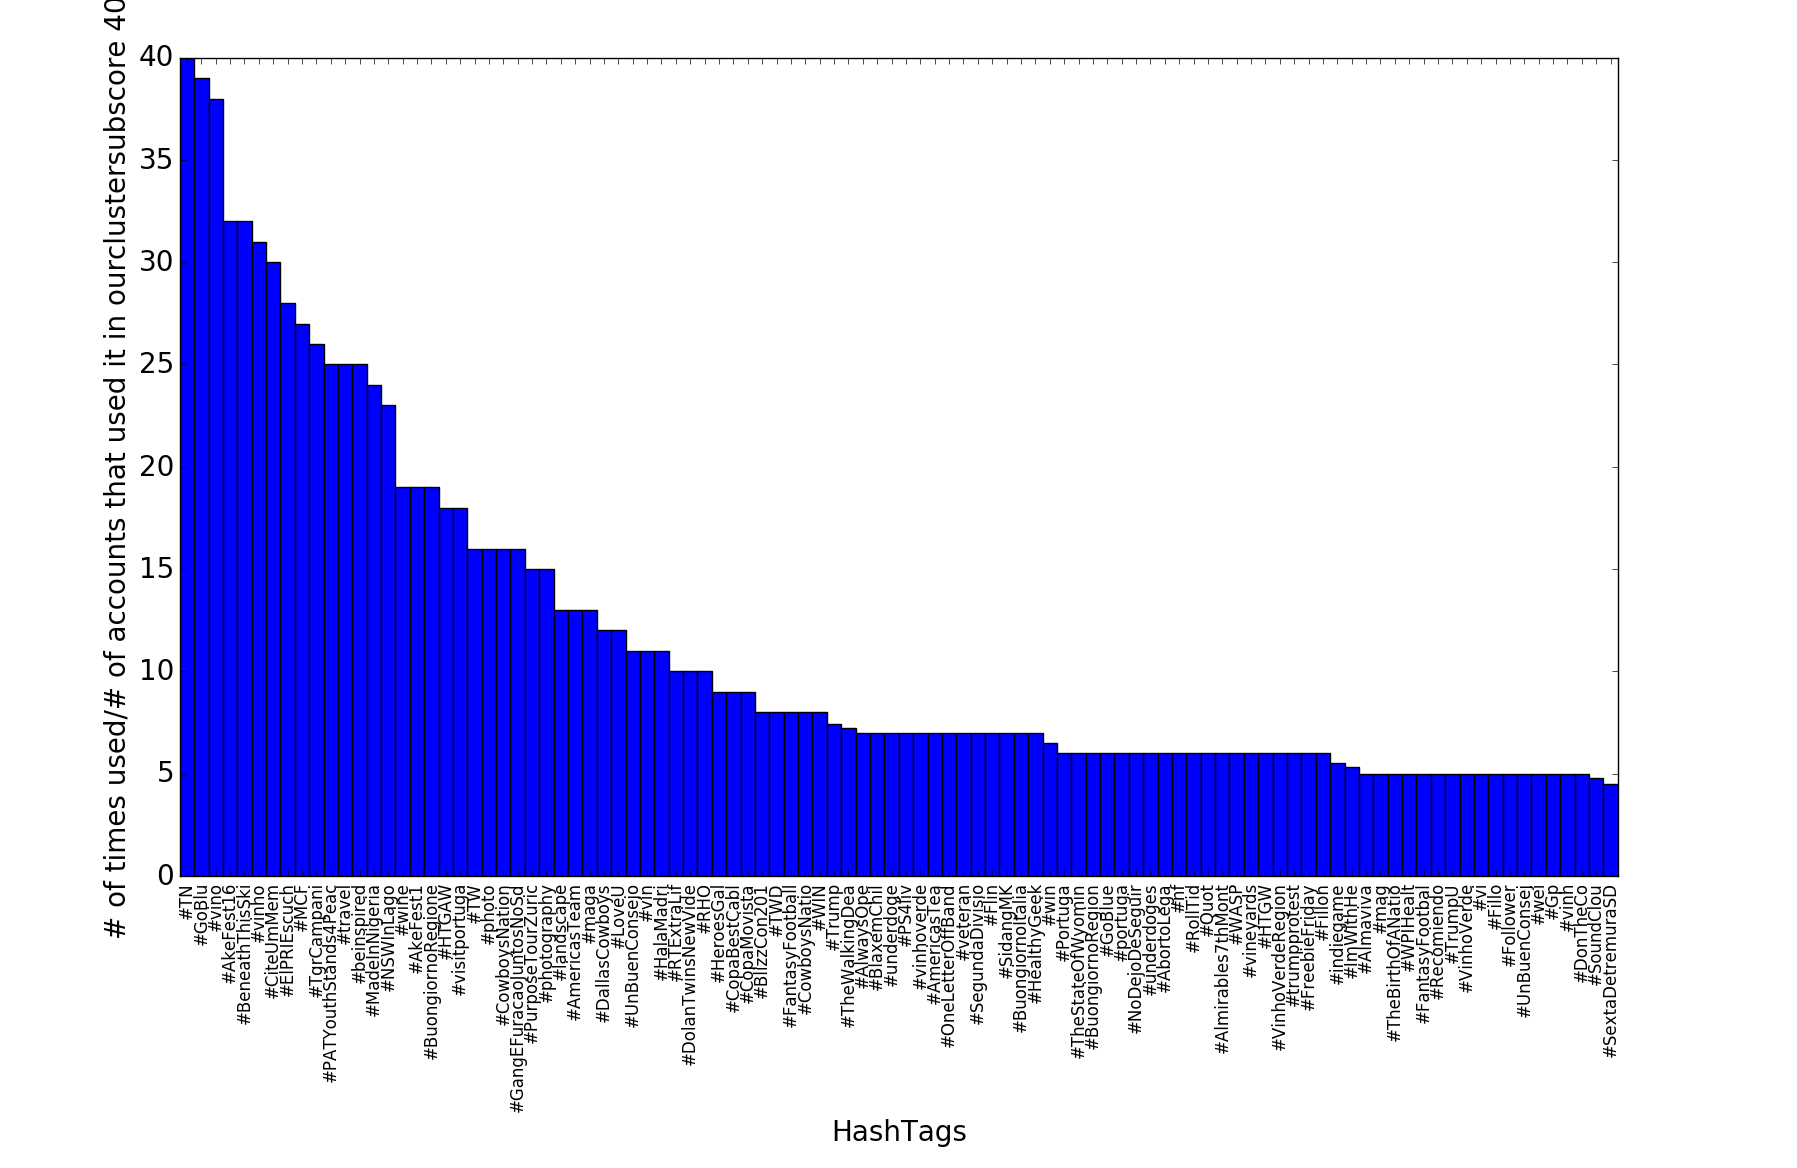 # of times used/# of accounts that used it in ourclustersubscore 40
40
35
30
25
20
15
10
5
0
#TN
#GoBlu
#vino
#AkeFest16
#BeneathThisSki
#vinho
#CiteUmMem
#ElPRIEscuch
#MCF
#TgrCampani
#PATYouthStands4Peac
#travel
#beinspired
#MadeInNigeria
#NSWInLago
#wine
#AkeFest1
#BuongiornoRegione
#HTGAW
#visitportuga
#TW
#photo
#CowboysNation
#GangEFuracaoJuntosNoSd
#PurposeTourZuric
#photography
#landscape
#AmericasTeam
#maga
#DallasCowboys
#LoveU
#UnBuenConsejo
#vin
#HalaMadri
#RTExtraLif
#DolanTwinsNewVide
#RHO
#HeroesGal
#CopaBestCabl
#CopaMovista
#BlizzCon201
#TWD
#FantasyFootball
#CowboysNatio
#WIN
#Trump
#TheWalkingDea
#AlwaysOpe
#BlaxemChil
#underdoge
#PS4liv
#vinhoverde
#AmericasTea
#OneLetterOffBand
#veteran
#SegundaDivisio
#Flin
#SidangMK
#BuongiornoItalia
#HealthyGeek
#win
#Portuga
#TheStateOfWyomin
#BuongiornoRegion
#GoBlue
#portuga
#NoDejoDeSeguir
#underdoges
#AbortoLega
#nf
#RollTid
#Quot
#Almirables7thMont
#WASP
#vineyards
#HTGW
#VinhoVerdeRegion
#trumpprotest
#FreebieFriday
#Fillon
#indiegame
#ImWithHe
#Almaviva
#mag
#TheBirthOfANatio
#WPIHealt
#FantasyFootbal
#Recomiendo
#TrumpU
#VinhoVerde
#vi
#Fillo
#Follower
#UnBuenConsej
#wei
#Gp
#vinh
#DonTheCo
#SoundClou
#SextaDetremuraSD
HashTags